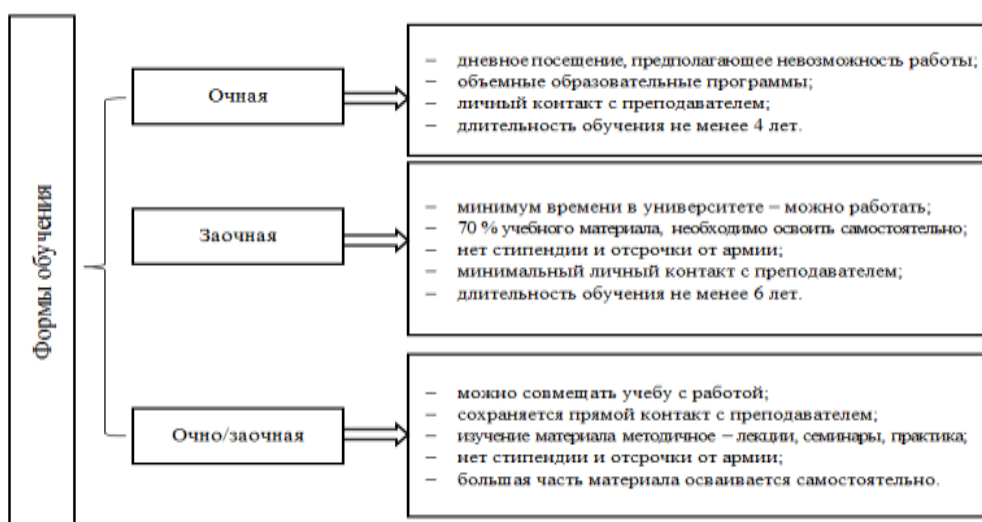 Формы обучения
Очная
– дневное посещение, предполагающее невозможность работы;
– объемные образовательные программы;
– личный контакт с преподавателем;
– длительность обучения не менее 4 лет.
Заочная
– минимум времени в университете – можно работать;
– 70 % учебного материала, необходимо освоить самостоятельно;
– нет стипендии и отсрочки от армии;
– минимальный личный контакт с преподавателем;
– длительность обучения не менее 6 лет.
Очно/заочная
– можно совмещать учебу с работой;
– сохраняется прямой контакт с преподавателем;
– изучение материала методичное – лекции, семинары, практика;
– нет стипендии и отсрочки от армии;
– большая часть материала осваивается самостоятельно.